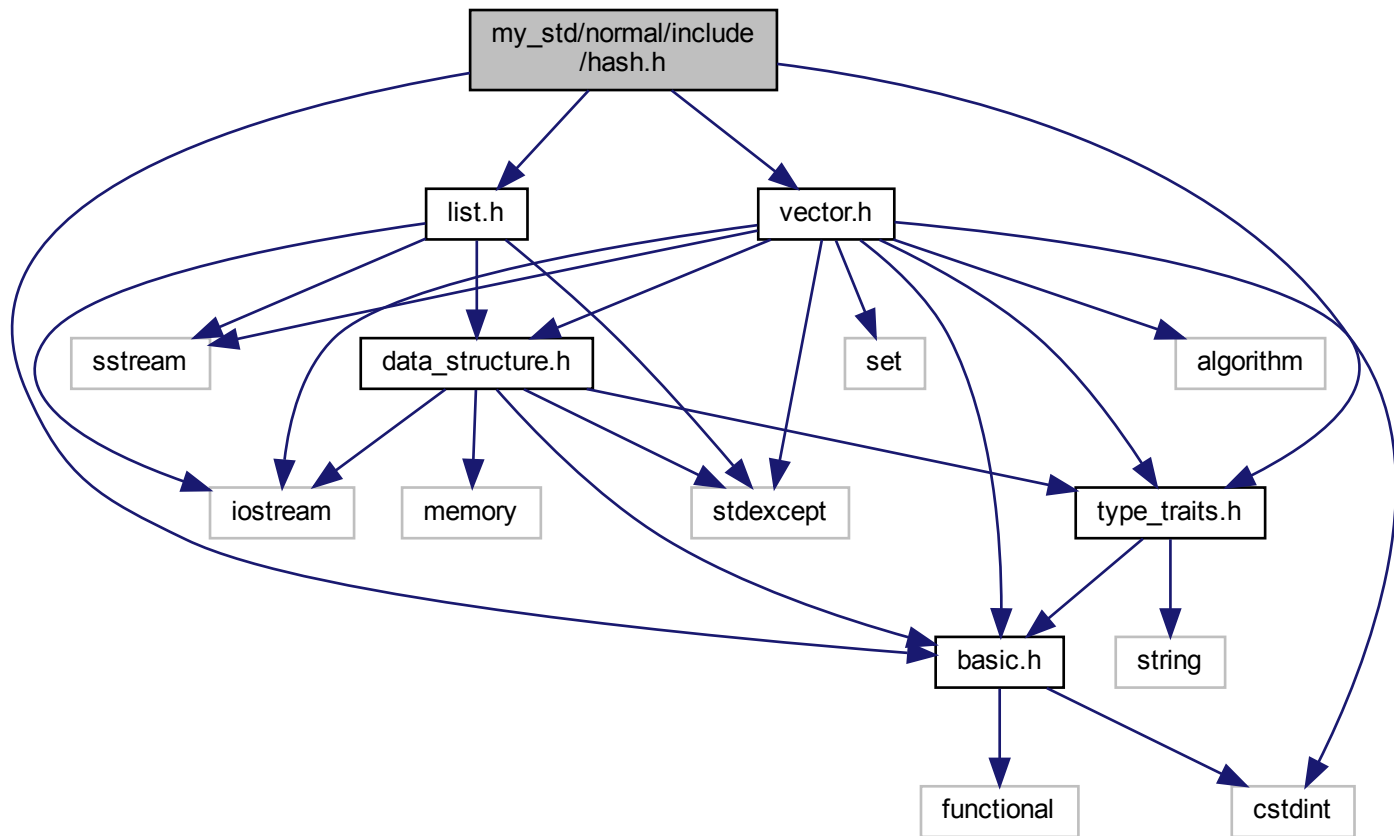 my_std/normal/include
/hash.h
list.h
vector.h
sstream
data_structure.h
set
algorithm
iostream
memory
stdexcept
type_traits.h
basic.h
string
functional
cstdint